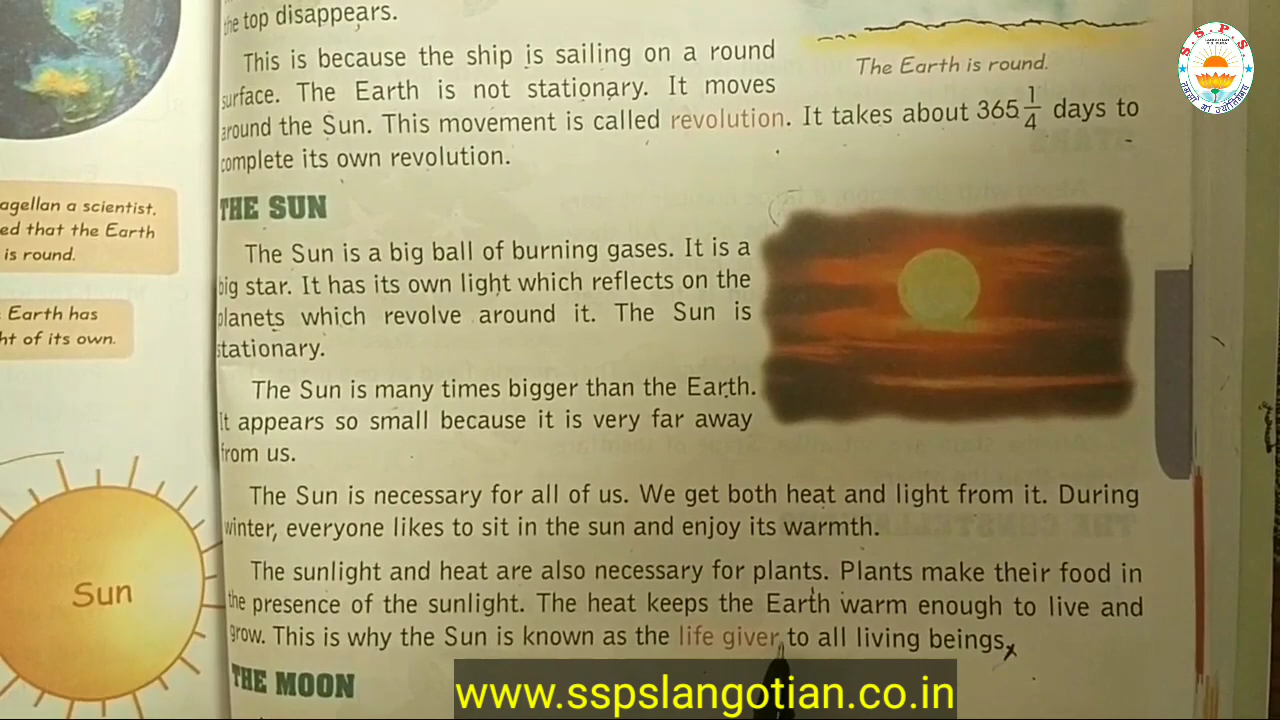 the top disappears.
This is because the ship is sailing on a round
surface. The Earth is not stationary. It moves
around the Sun. This movement is called revolution. It takes about 365 1/4 days to
complete its own revolution.
The Earth is round.
S.S.P.S
agellan a scientist,
ed that the Earth
is round.
Earth has
ht of its own.
THE SUN
The Sun is a big ball of burning gases. It is a
big star. It has its own light which reflects on the
planets which revolve around it. The Sun is
stationary.
The Sun is many times bigger than the Earth.
It appears so small because it is very far away
from us.
The Sun is necessary for all of us. We get both heat and light from it. During
winter, everyone likes to sit in the sun and enjoy its warmth.
The sunlight and heat are also necessary for plants. Plants make their food in
the presence of the sunlight. The heat keeps the Earth warm enough to live and
grow. This is why the Sun is known as the life giver to all living beings.
Sun
THE MOON
www.sspslangotian.co.in